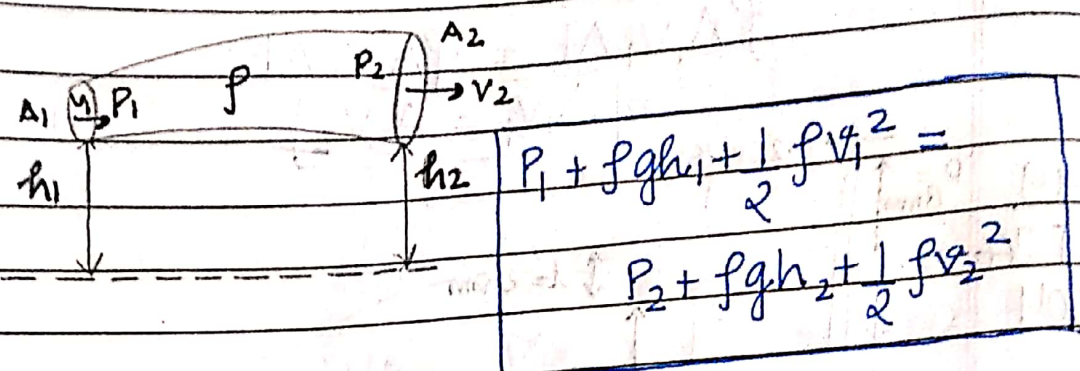 A₂
P₂
ρ
→ V₂
A₁ V₁ P₁
h₁
h₂
P₁ + ρgh₁ + 1/2 ρv₁² =
P₂ + ρgh₂ + 1/2 ρv₂²